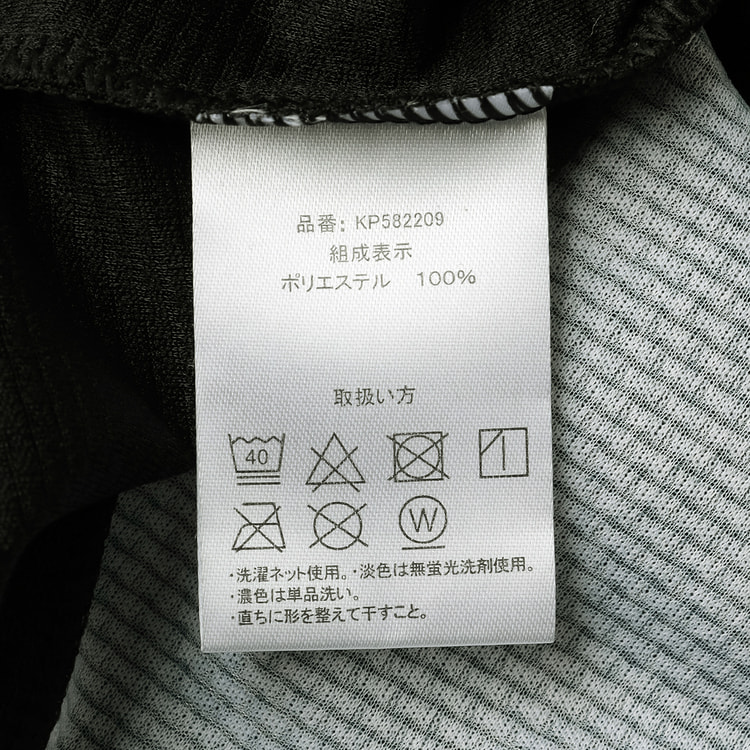 品番: KP582209
組成表示
ポリエステル 100%
取扱い方
40
W
・洗濯ネット使用。・淡色は無蛍光洗剤使用。
・濃色は単品洗い。
・直ちに形を整えて干すこと。